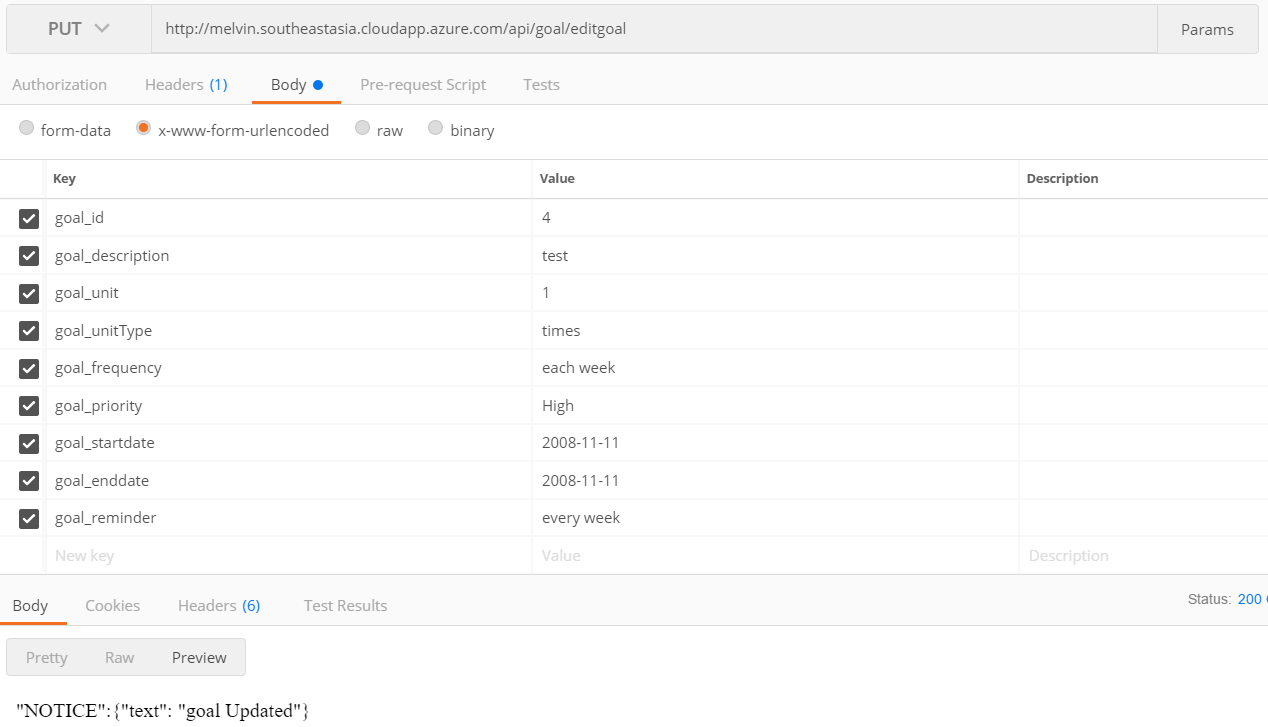 PUT http://melvin.southeastasia.cloudapp.azure.com/api/goal/editgoal Params
Authorization Headers (1) Body Pre-request Script Tests
form-data x-www-form-urlencoded raw binary
Key Value Description
goal_id 4
goal_description test
goal_unit 1
goal_unitType times
goal_frequency each week
goal_priority High
goal_startdate 2008-11-11
goal_enddate 2008-11-11
goal_reminder every week
New key Value Description
Body Cookies Headers (6) Test Results Status: 200
Pretty Raw Preview
"NOTICE":{"text": "goal Updated"}